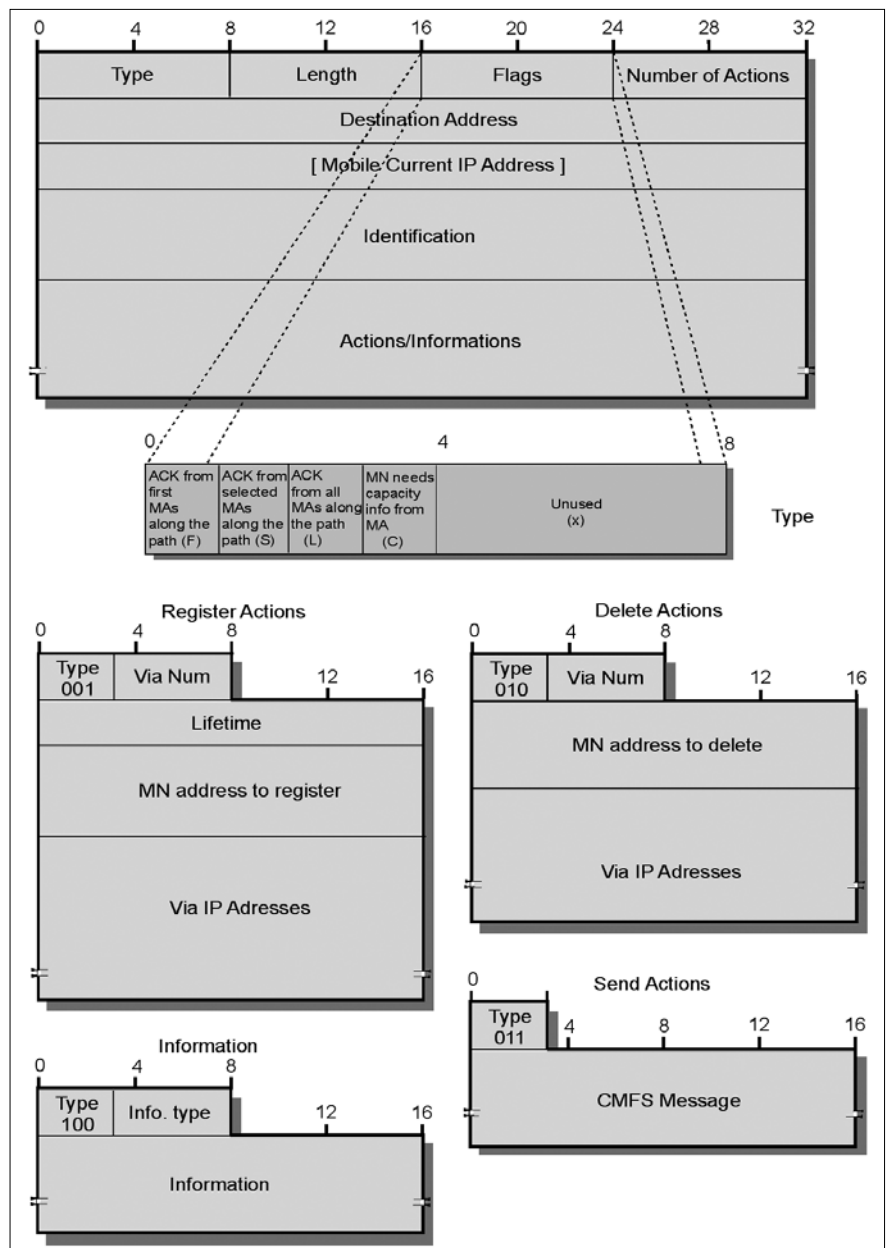 0 4 8 12 16 20 24 28 32
Type Length Flags Number of Actions
Destination Address
[ Mobile Current IP Address ]
Identification
Actions/Informations
0 4 8
ACK from
first
MAs
along the
path (F)
ACK from
selected
MAs
along the
path (S)
ACK
from all
MAs along
the path
(L)
MN needs
capacity
info from
MA
(C)
Unused
(x)
Type
Register Actions
0 4 8
Type
001
Via Num
12 16
Lifetime
MN address to register
Via IP Adresses
Delete Actions
0 4 8
Type
010
Via Num
12 16
MN address to delete
Via IP Adresses
Information
0 4 8
Type
100
Info. type
12 16
Information
Send Actions
0
Type
011
4 8 12 16
CMFS Message